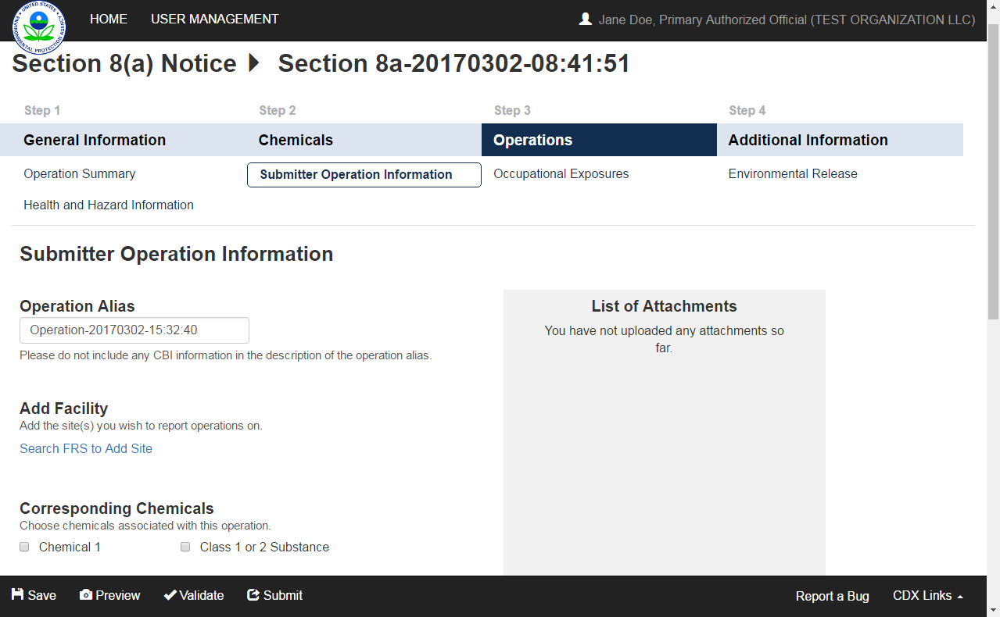 UNITED STATES
ENVIRONMENTAL PROTECTION AGENCY
HOME USER MANAGEMENT Jane Doe, Primary Authorized Official (TEST ORGANIZATION LLC)
Section 8(a) Notice Section 8a-20170302-08:41:51
Step 1 Step 2 Step 3 Step 4
General Information Chemicals Operations Additional Information
Operation Summary Submitter Operation Information Occupational Exposures Environmental Release
Health and Hazard Information
Submitter Operation Information
Operation Alias
Operation-20170302-15:32:40
Please do not include any CBI information in the description of the operation alias.
List of Attachments
You have not uploaded any attachments so
far.
Add Facility
Add the site(s) you wish to report operations on.
Search FRS to Add Site
Corresponding Chemicals
Choose chemicals associated with this operation.
Chemical 1 Class 1 or 2 Substance
Save Preview Validate Submit Report a Bug CDX Links